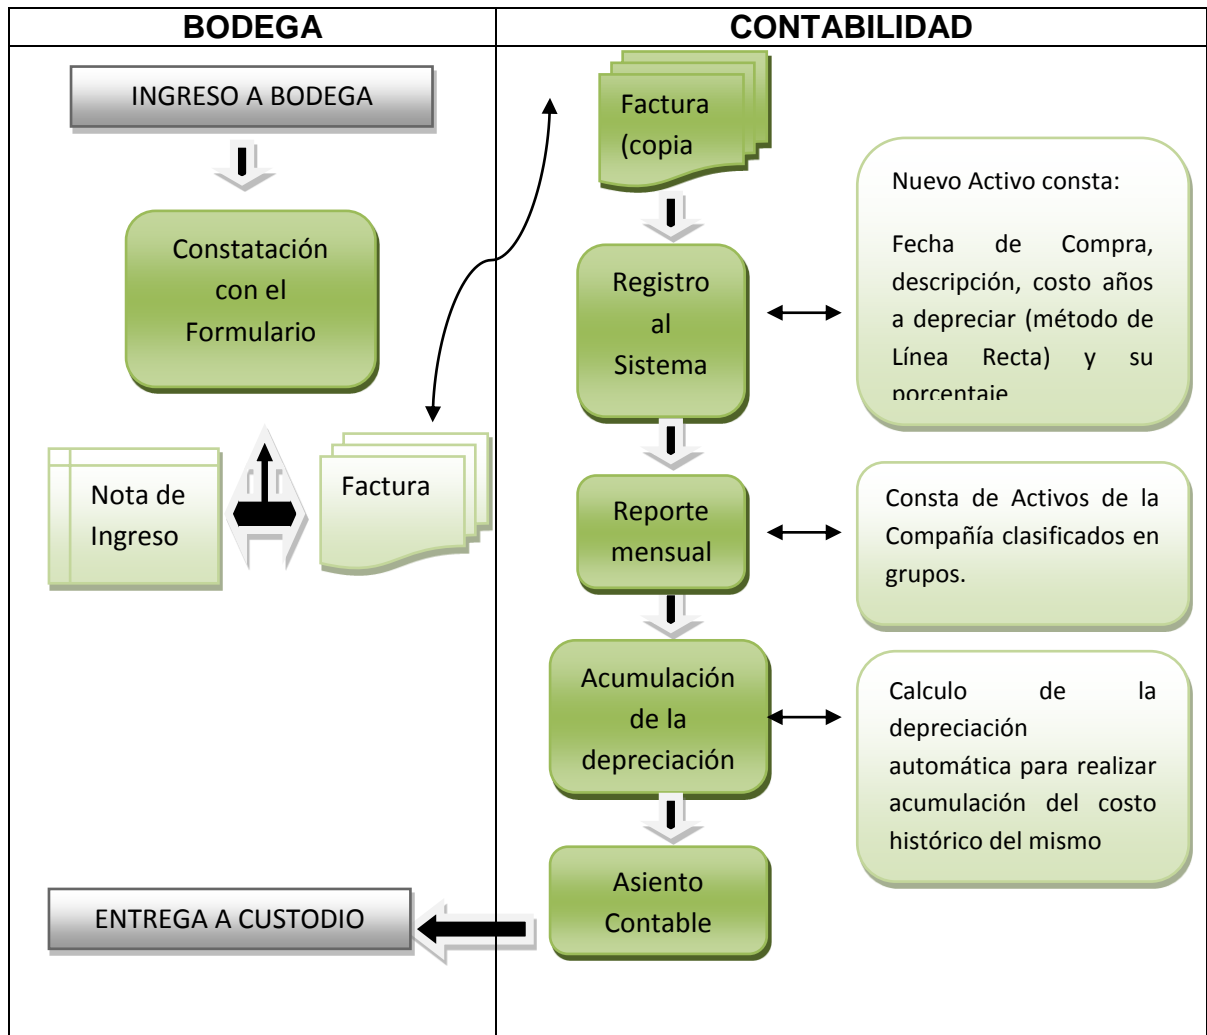 BODEGA
INGRESO A BODEGA
Constatación
con el
Formulario
Nota de
Ingreso
Factura
ENTREGA A CUSTODIO
CONTABILIDAD
Factura
(copia
Registro
al
Sistema
Nuevo Activo consta:
Fecha de Compra,
descripción, costo años
a depreciar (método de
Línea Recta) y su
porcentaje
Reporte
mensual
Consta de Activos de la
Compañía clasificados en
grupos.
Acumulación
de la
depreciación
Calculo de la
depreciación
automática para realizar
acumulación del costo
histórico del mismo
Asiento
Contable